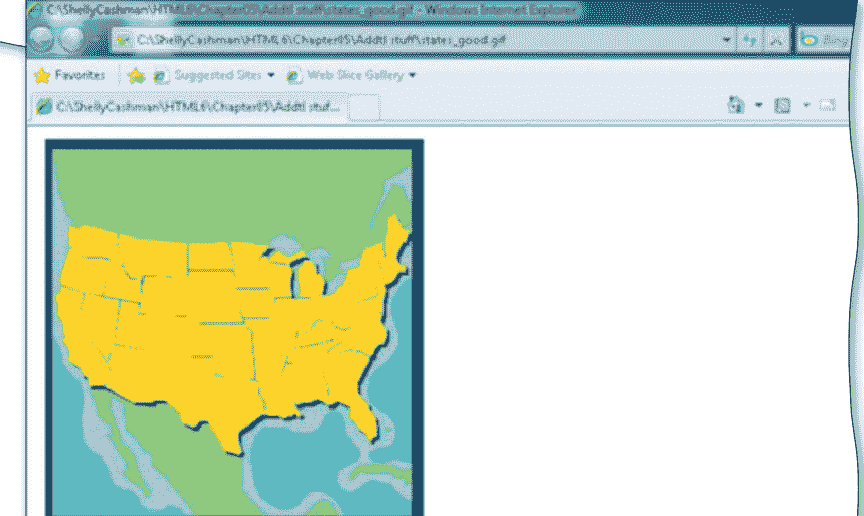 C:\ShellyCashman\HTML6\Chapter05\Addtl stuff\states_good.gif - Windows Internet Explorer
C:\ShellyCashman\HTML6\Chapter05\Addtl stuff\states_good.gif
Bing
Favorites Suggested Sites Web Slice Gallery
C:\ShellyCashman\HTML6\Chapter05\Addtl stuf...